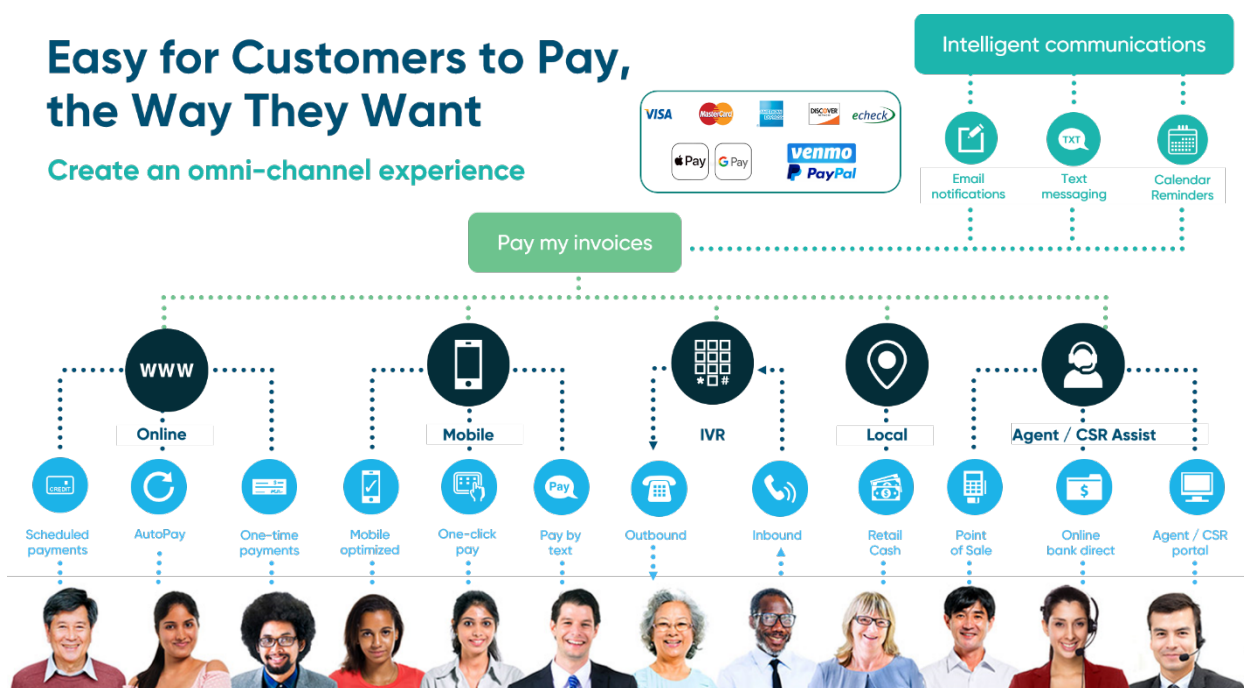 Easy for Customers to Pay,
the Way They Want
Create an omni-channel experience
VISA
MasterCard
AMERICAN EXPRESS
DISCOVER
echeck
Pay
G Pay
venmo
PayPal
Intelligent communications
TXT
Email
notifications
Text
messaging
Calendar
Reminders
Pay my invoices
www
* #
Online
Mobile
IVR
Local
Agent / CSR Assist
CREDIT
Pay
$
Scheduled
payments
AutoPay
One-time
payments
Mobile
optimized
One-click
pay
Pay by
text
Outbound
Inbound
Retail
Cash
Point
of Sale
Online
bank direct
Agent / CSR
portal